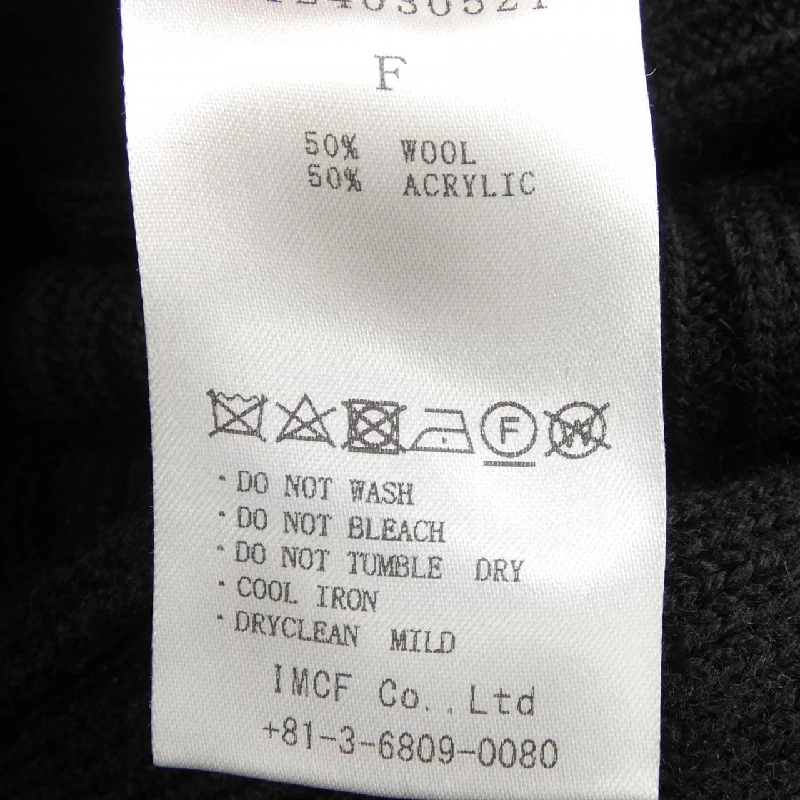 F
50% WOOL
50% ACRYLIC
F W
· DO NOT WASH
· DO NOT BLEACH
· DO NOT TUMBLE DRY
· COOL IRON
· DRYCLEAN MILD
IMCF Co.,Ltd
+81-3-6809-0080